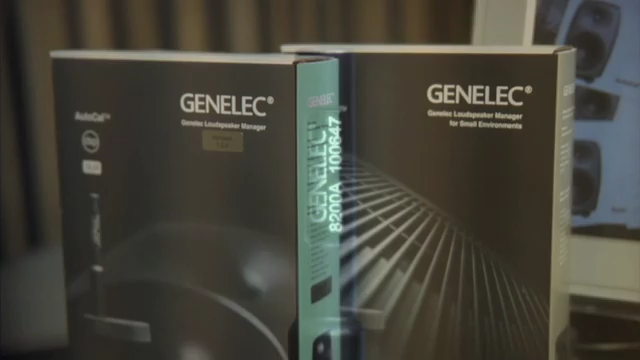 GENELEC®
Genelec Loudspeaker Manager
AutoCal™
GENELEC
GENELEC
8200A 100647
GENELEC®
Genelec Loudspeaker Manager
for Small Environments